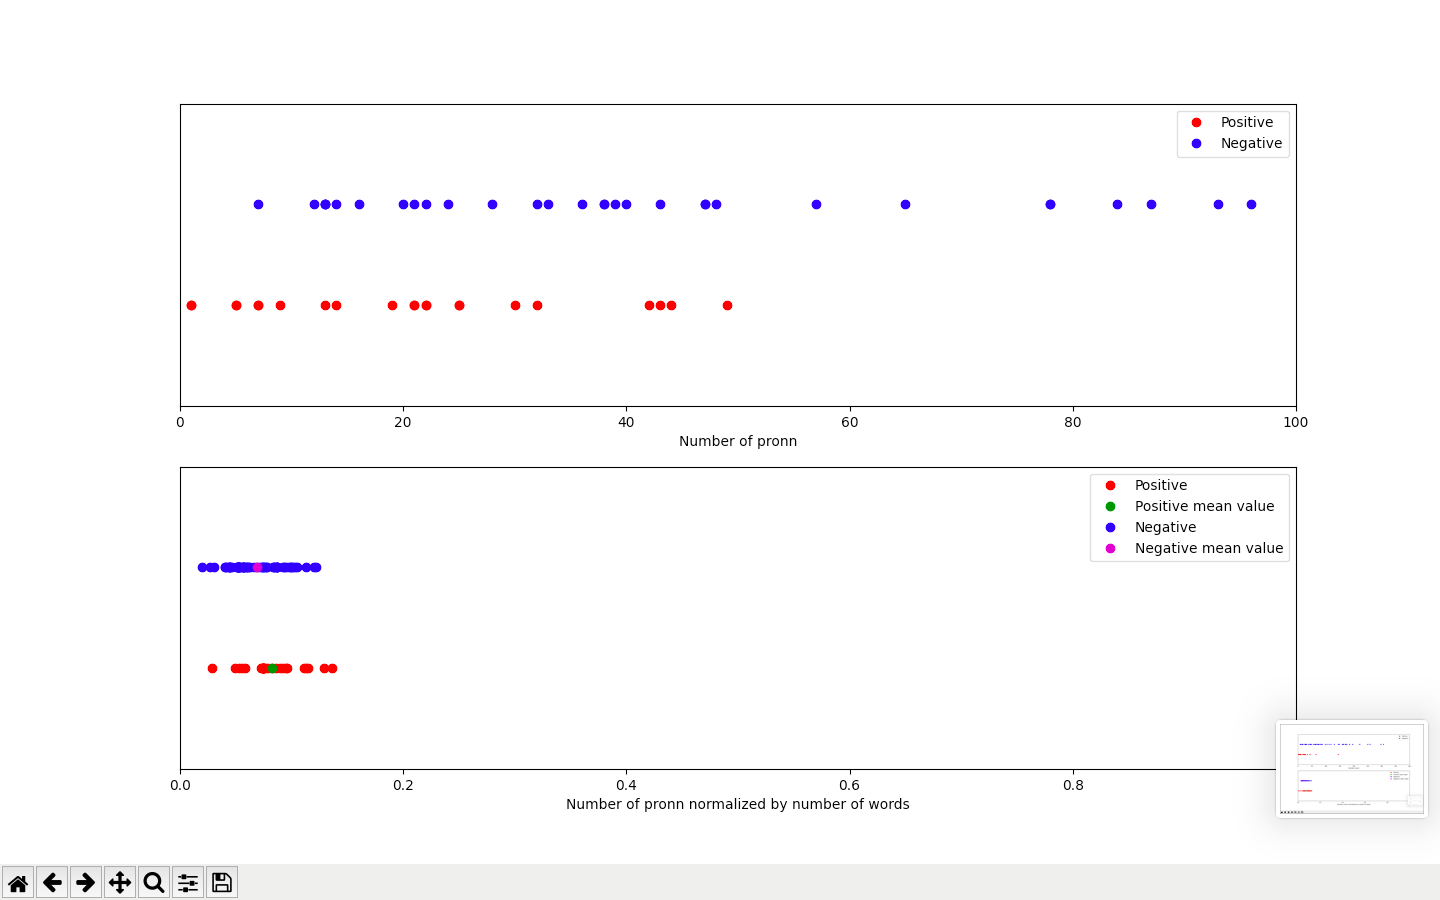 Positive
Negative
0 20 40 60 80 100
Number of pronn
Positive
Positive mean value
Negative
Negative mean value
0.0 0.2 0.4 0.6 0.8
Number of pronn normalized by number of words